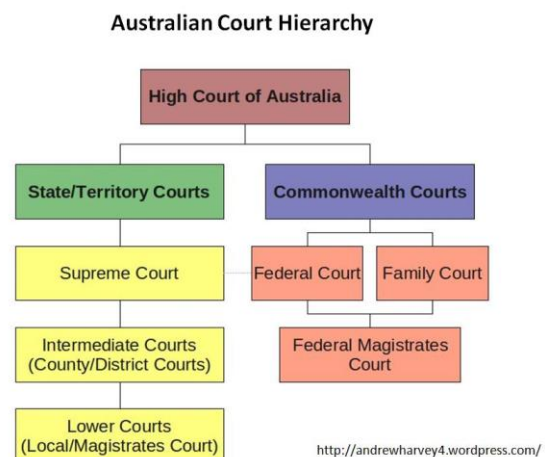 Australian Court Hierarchy
High Court of Australia
State/Territory Courts
Commonwealth Courts
Supreme Court
Federal Court
Family Court
Intermediate Courts
(County/District Courts)
Federal Magistrates
Court
Lower Courts
(Local/Magistrates Court)
http://andrewharvey4.wordpress.com/